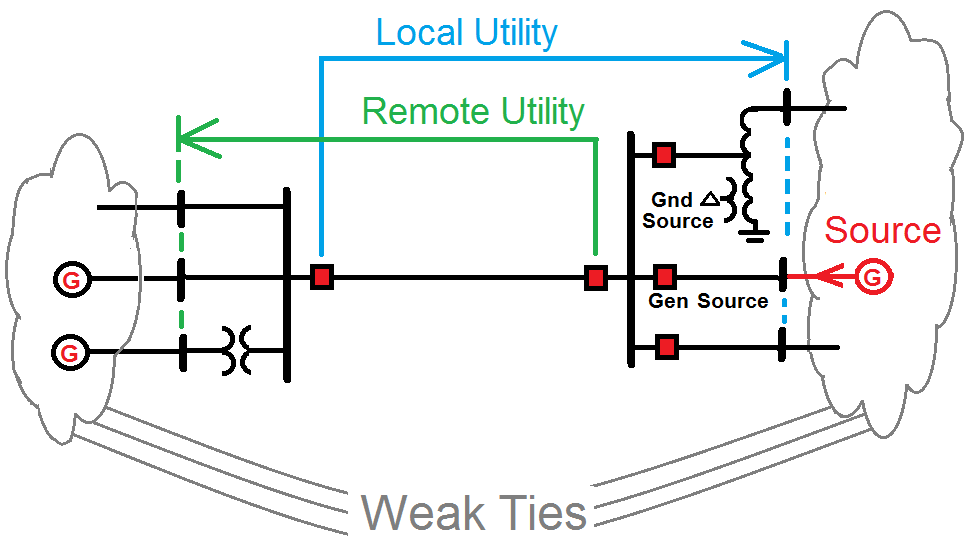 Local Utility
Remote Utility
Gnd
Source
Source
G
G
Gen Source
G
Weak Ties